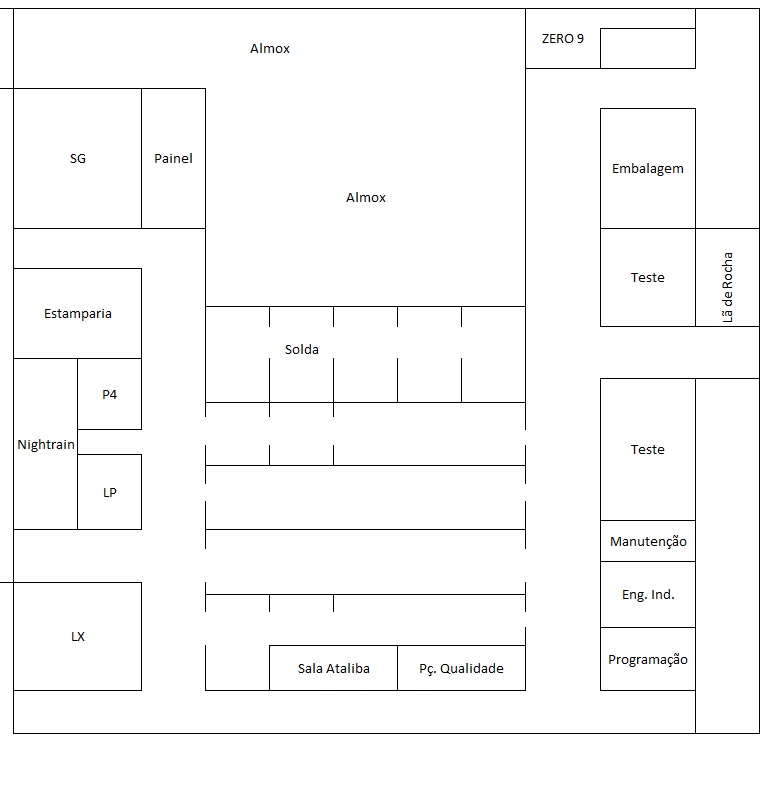 ZERO 9
Almox
SG
Painel
Embalagem
Almox
Teste
Lã de Rocha
Estamparia
Solda
P4
Nightrain
Teste
LP
Manutenção
Eng. Ind.
LX
Programação
Sala Ataliba
Pç. Qualidade